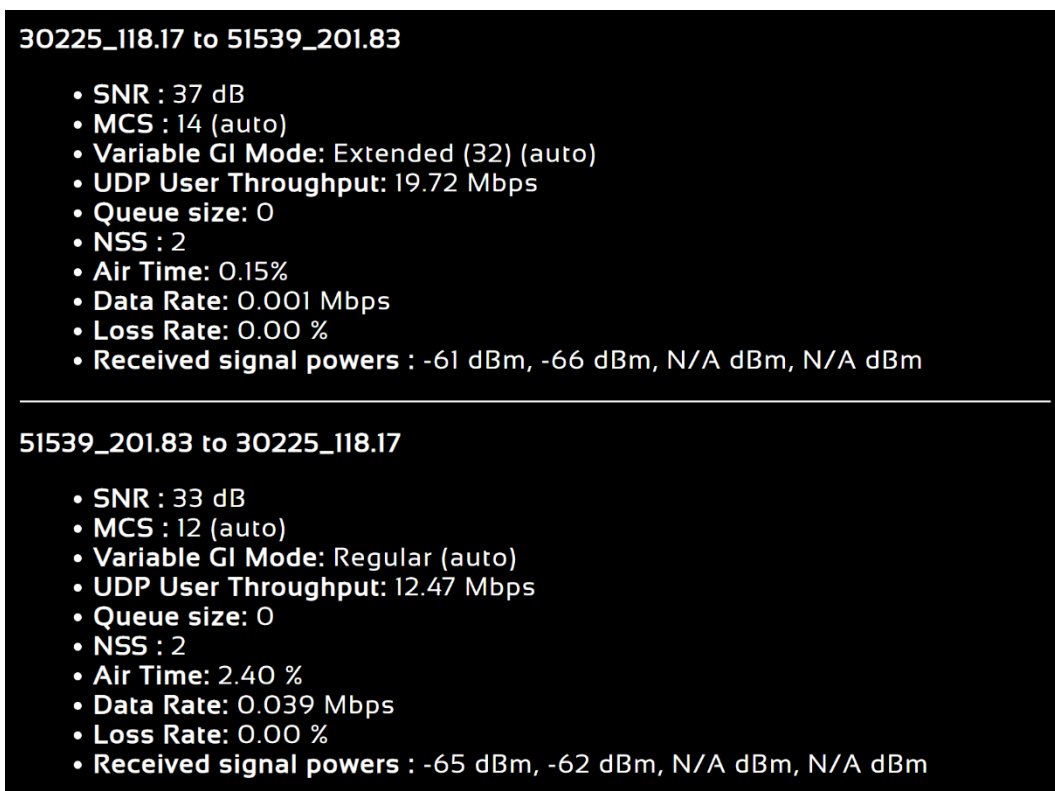 30225_118.17 to 51539_201.83
• SNR : 37 dB
• MCS : 14 (auto)
• Variable GI Mode: Extended (32) (auto)
• UDP User Throughput: 19.72 Mbps
• Queue size: 0
• NSS : 2
• Air Time: 0.15%
• Data Rate: 0.001 Mbps
• Loss Rate: 0.00 %
• Received signal powers : -61 dBm, -66 dBm, N/A dBm, N/A dBm
51539_201.83 to 30225_118.17
• SNR : 33 dB
• MCS : 12 (auto)
• Variable GI Mode: Regular (auto)
• UDP User Throughput: 12.47 Mbps
• Queue size: 0
• NSS : 2
• Air Time: 2.40 %
• Data Rate: 0.039 Mbps
• Loss Rate: 0.00 %
• Received signal powers : -65 dBm, -62 dBm, N/A dBm, N/A dBm